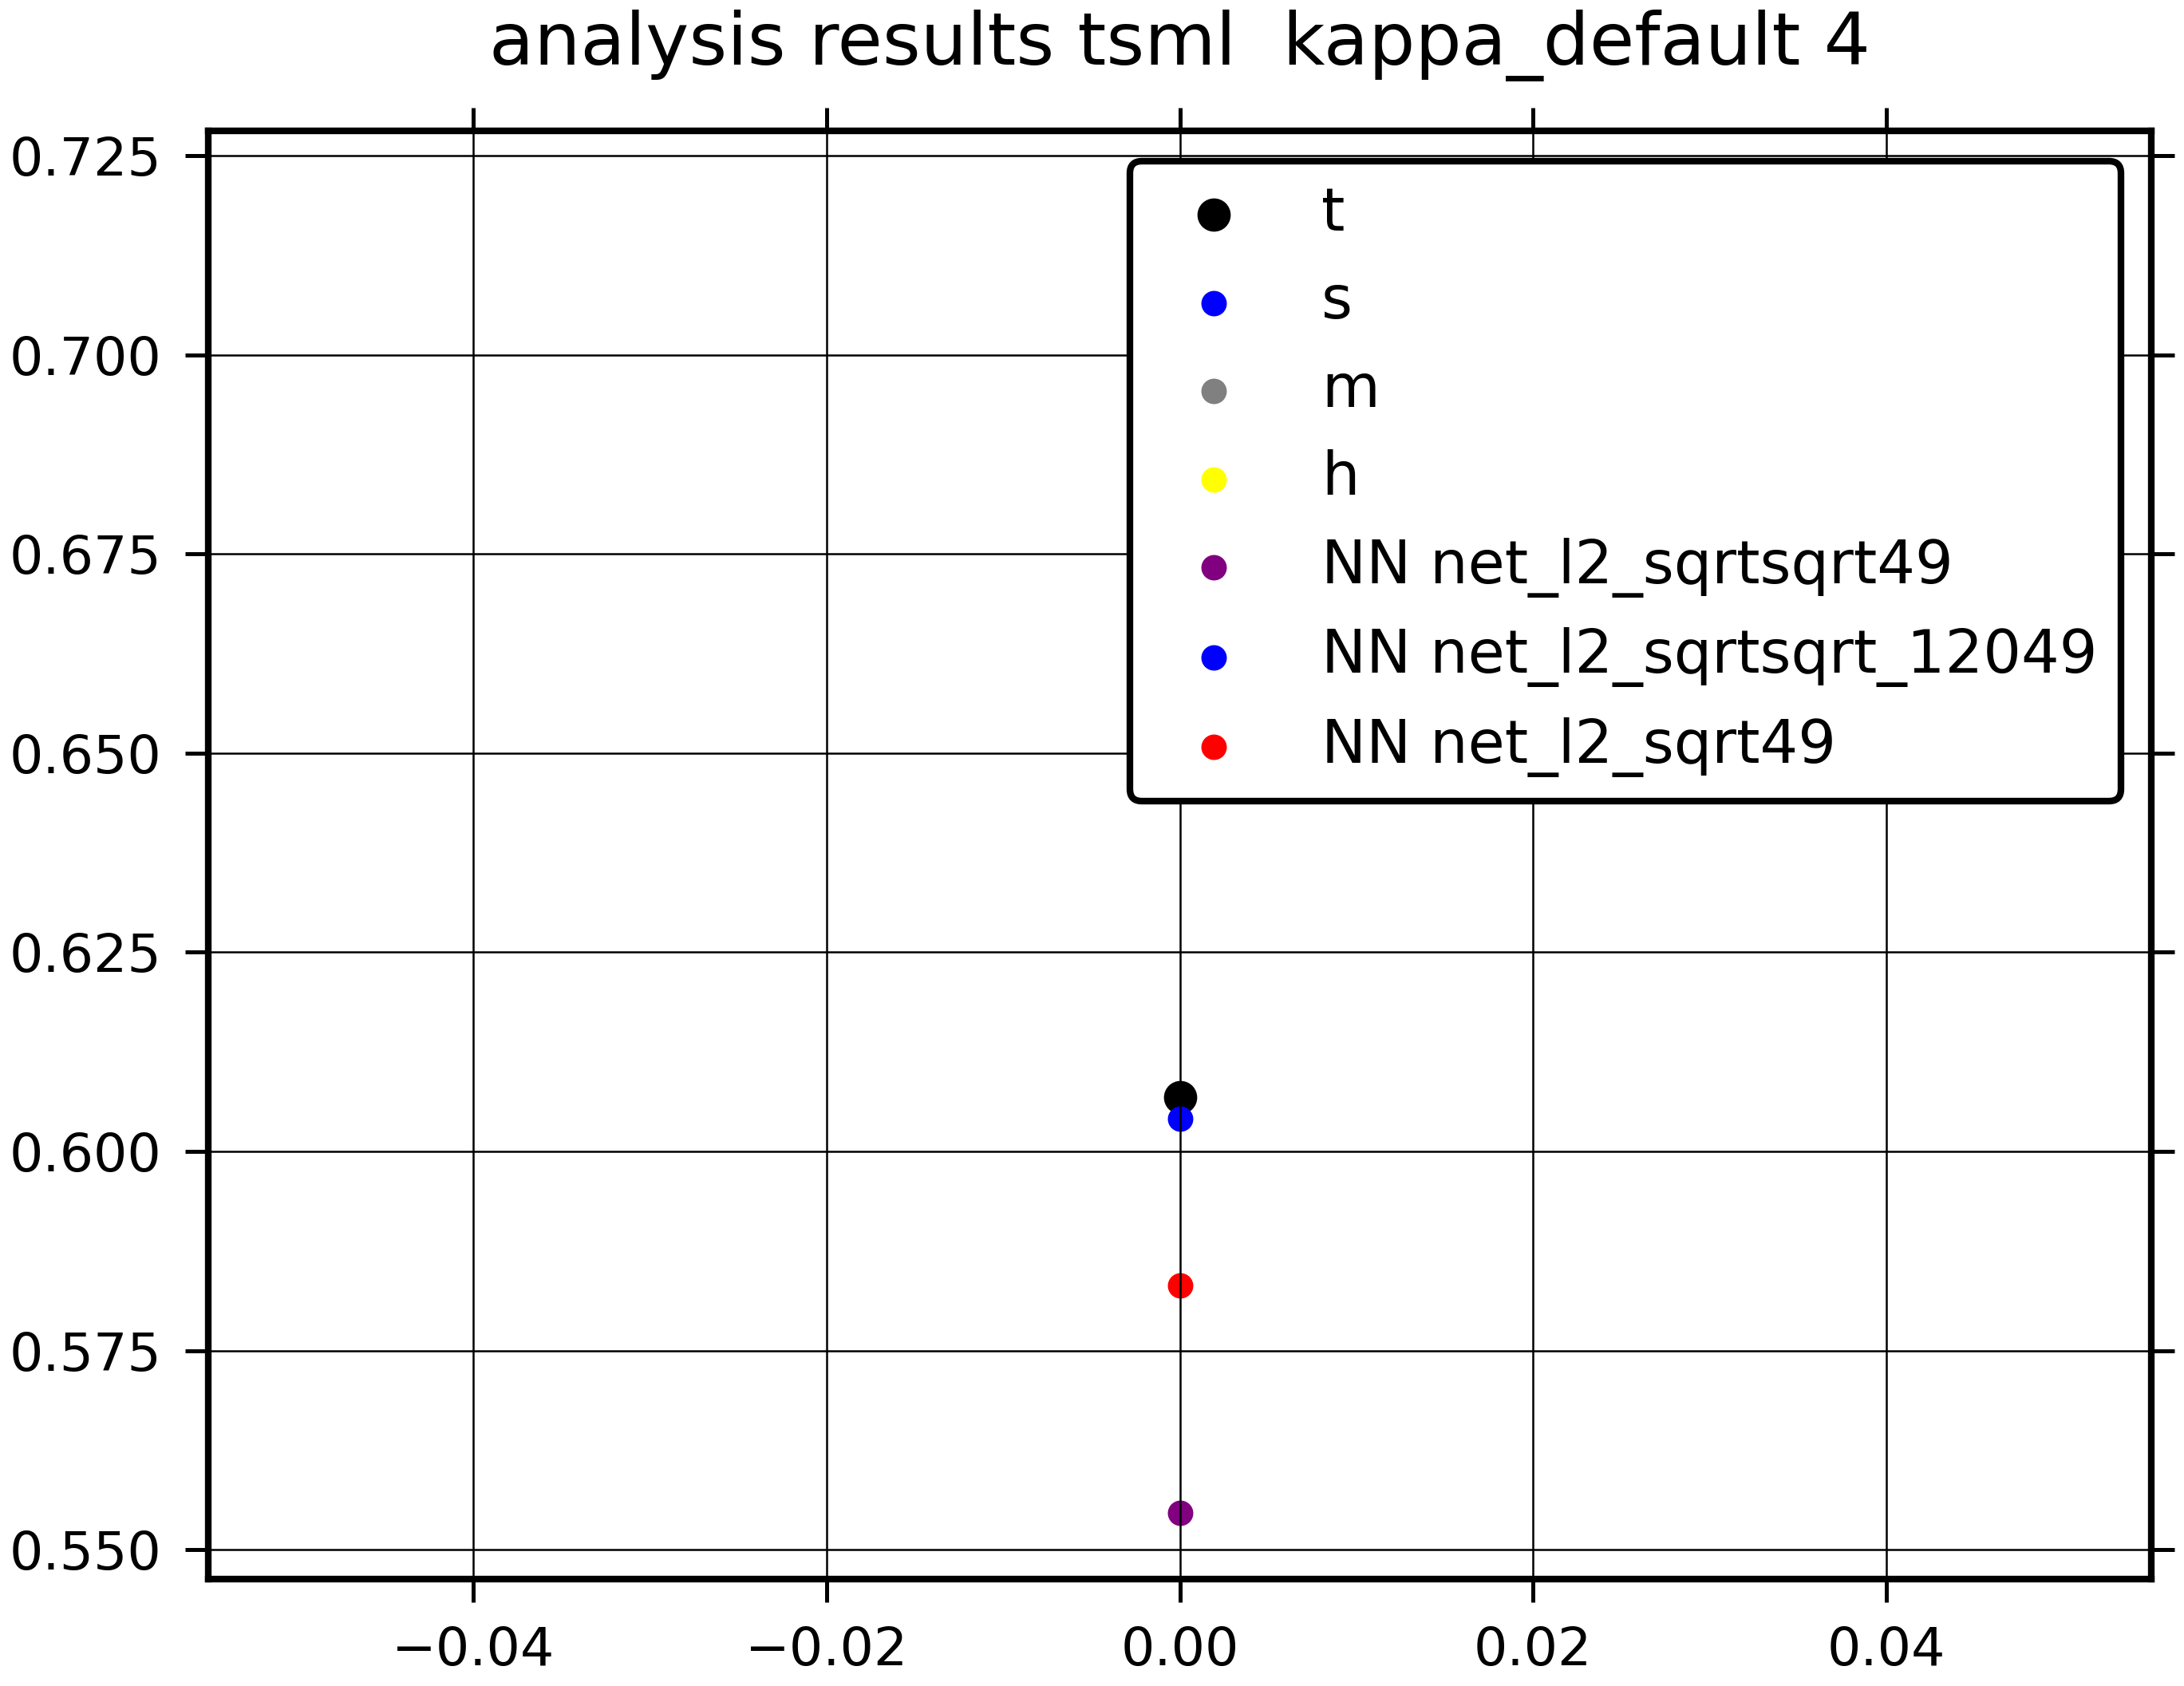 analysis results tsml  kappa_default 4
0.725
0.700
0.675
0.650
0.625
0.600
0.575
0.550
t
s
m
h
NN net_l2_sqrtsqrt49
NN net_l2_sqrtsqrt_12049
NN net_l2_sqrt49
−0.04 −0.02 0.00 0.02 0.04